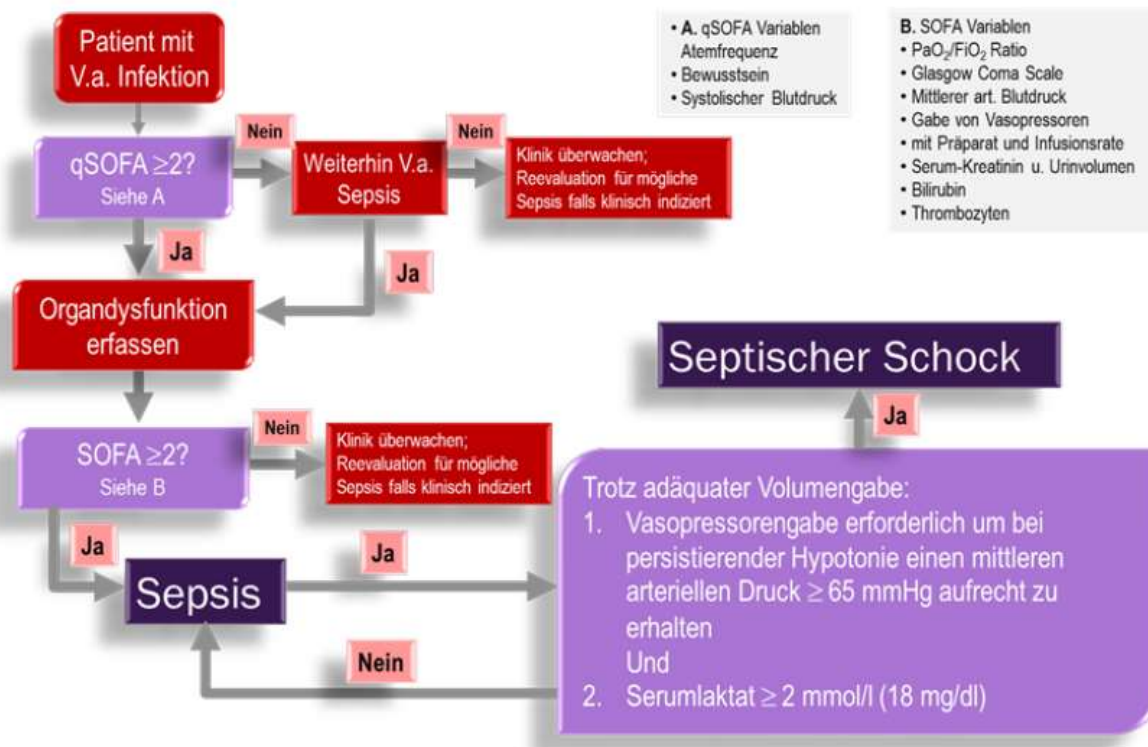 Patient mit
V.a. Infektion
• A. qSOFA Variablen
Atemfrequenz
• Bewusstsein
• Systolischer Blutdruck
B. SOFA Variablen
• PaO₂/FiO₂ Ratio
• Glasgow Coma Scale
• Mittlerer art. Blutdruck
• Gabe von Vasopressoren
• mit Präparat und Infusionsrate
• Serum-Kreatinin u. Urinvolumen
• Bilirubin
• Thrombozyten
qSOFA ≥2?
Siehe A
Nein
Weiterhin V.a.
Sepsis
Nein
Klinik überwachen;
Reevaluation für mögliche
Sepsis falls klinisch indiziert
Ja
Ja
Organdysfunktion
erfassen
SOFA ≥2?
Siehe B
Nein
Klinik überwachen;
Reevaluation für mögliche
Sepsis falls klinisch indiziert
Ja
Sepsis
Ja
Nein
Septischer Schock
Ja
Trotz adäquater Volumengabe:
1. Vasopressorengabe erforderlich um bei
persistierender Hypotonie einen mittleren
arteriellen Druck ≥ 65 mmHg aufrecht zu
erhalten
Und
2. Serumlaktat ≥ 2 mmol/l (18 mg/dl)